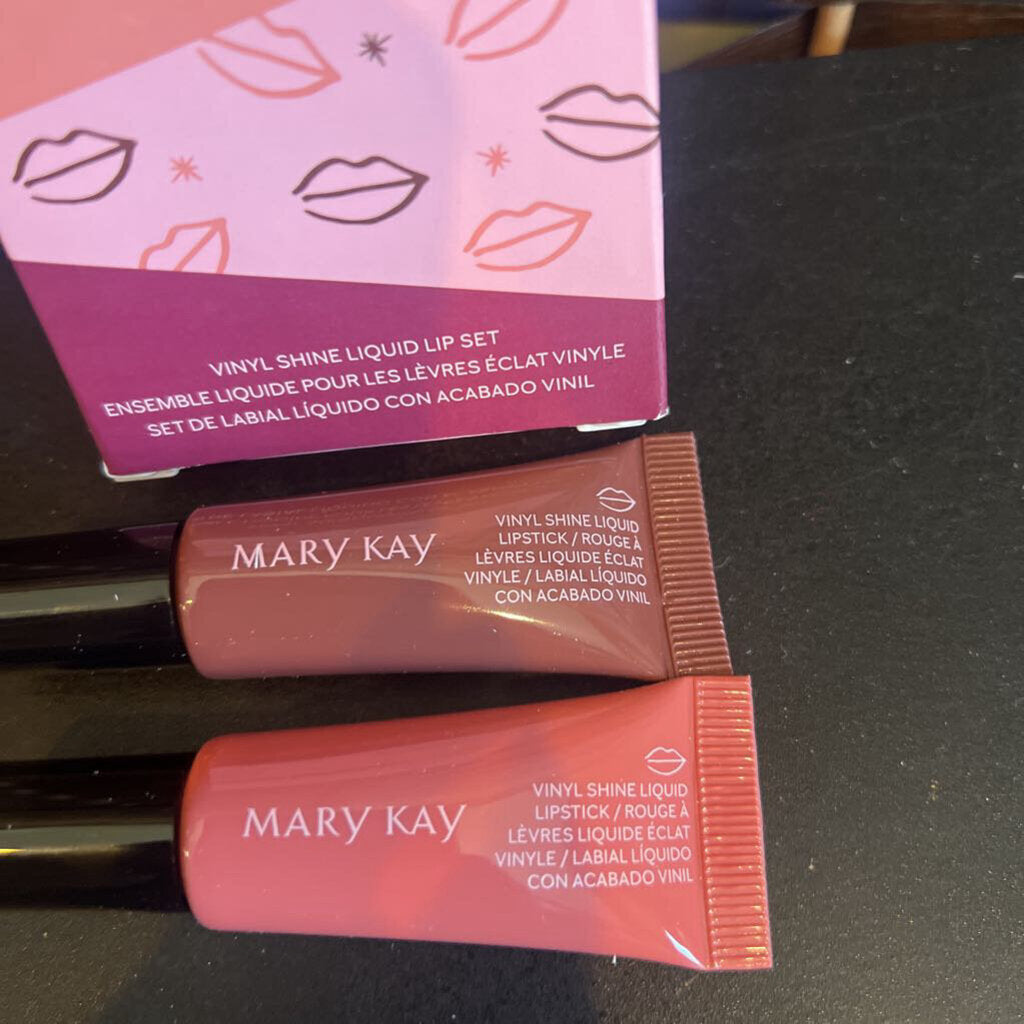 VINYL SHINE LIQUID LIP SET
ENSEMBLE LIQUIDE POUR LES LÈVRES ÉCLAT VINYLE
SET DE LABIAL LÍQUIDO CON ACABADO VINIL
MARY KAY
VINYL SHINE LIQUID
LIPSTICK / ROUGE À
LÈVRES LIQUIDE ÉCLAT
VINYLE / LABIAL LÍQUIDO
CON ACABADO VINIL
MARY KAY
VINYL SHINE LIQUID
LIPSTICK / ROUGE À
LÈVRES LIQUIDE ÉCLAT
VINYLE / LABIAL LÍQUIDO
CON ACABADO VINIL